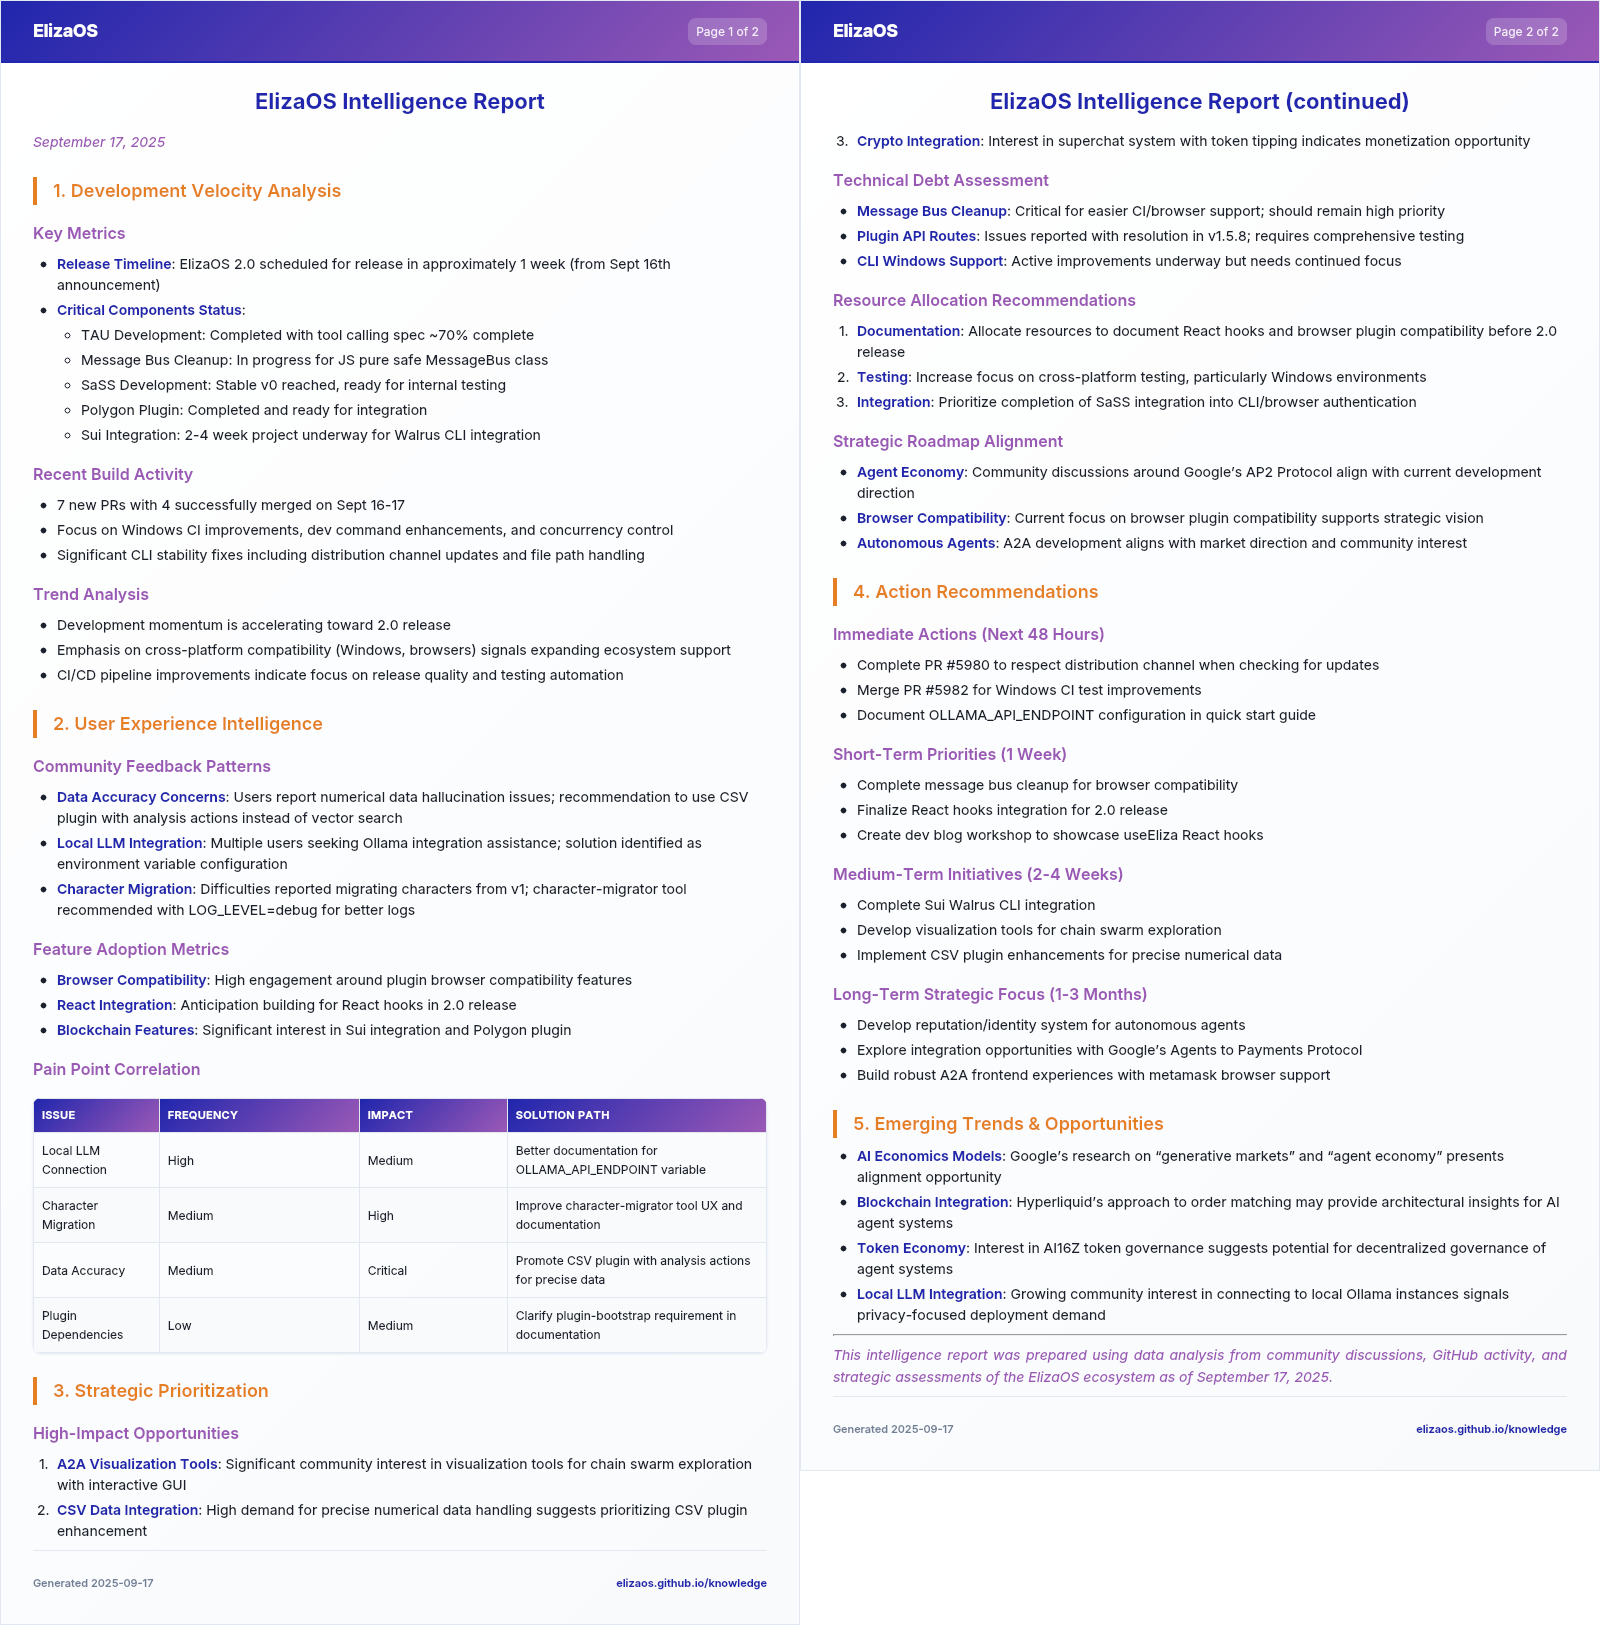 ElizaOS
Page 1 of 2
ElizaOS Intelligence Report
September 17, 2025
1. Development Velocity Analysis
Key Metrics
• Release Timeline: ElizaOS 2.0 scheduled for release in approximately 1 week (from Sept 16th
announcement)
• Critical Components Status:
◦ TAU Development: Completed with tool calling spec ~70% complete
◦ Message Bus Cleanup: In progress for JS pure safe MessageBus class
◦ SaSS Development: Stable v0 reached, ready for internal testing
◦ Polygon Plugin: Completed and ready for integration
◦ Sui Integration: 2-4 week project underway for Walrus CLI integration
Recent Build Activity
• 7 new PRs with 4 successfully merged on Sept 16-17
• Focus on Windows CI improvements, dev command enhancements, and concurrency control
• Significant CLI stability fixes including distribution channel updates and file path handling
Trend Analysis
• Development momentum is accelerating toward 2.0 release
• Emphasis on cross-platform compatibility (Windows, browsers) signals expanding ecosystem support
• CI/CD pipeline improvements indicate focus on release quality and testing automation
2. User Experience Intelligence
Community Feedback Patterns
• Data Accuracy Concerns: Users report numerical data hallucination issues; recommendation to use CSV
plugin with analysis actions instead of vector search
• Local LLM Integration: Multiple users seeking Ollama integration assistance; solution identified as
environment variable configuration
• Character Migration: Difficulties reported migrating characters from v1; character-migrator tool
recommended with LOG_LEVEL=debug for better logs
Feature Adoption Metrics
• Browser Compatibility: High engagement around plugin browser compatibility features
• React Integration: Anticipation building for React hooks in 2.0 release
• Blockchain Features: Significant interest in Sui integration and Polygon plugin
Pain Point Correlation
ISSUE FREQUENCY IMPACT SOLUTION PATH
Local LLM
Connection
High
Medium
Better documentation for
OLLAMA_API_ENDPOINT variable
Character
Migration
Medium
High
Improve character-migrator tool UX and
documentation
Data Accuracy
Medium
Critical
Promote CSV plugin with analysis actions
for precise data
Plugin
Dependencies
Low
Medium
Clarify plugin-bootstrap requirement in
documentation
3. Strategic Prioritization
High-Impact Opportunities
1. A2A Visualization Tools: Significant community interest in visualization tools for chain swarm exploration
with interactive GUI
2. CSV Data Integration: High demand for precise numerical data handling suggests prioritizing CSV plugin
enhancement
Generated 2025-09-17
elizaos.github.io/knowledge
ElizaOS
Page 2 of 2
ElizaOS Intelligence Report (continued)
3. Crypto Integration: Interest in superchat system with token tipping indicates monetization opportunity
Technical Debt Assessment
• Message Bus Cleanup: Critical for easier CI/browser support; should remain high priority
• Plugin API Routes: Issues reported with resolution in v1.5.8; requires comprehensive testing
• CLI Windows Support: Active improvements underway but needs continued focus
Resource Allocation Recommendations
1. Documentation: Allocate resources to document React hooks and browser plugin compatibility before 2.0
release
2. Testing: Increase focus on cross-platform testing, particularly Windows environments
3. Integration: Prioritize completion of SaSS integration into CLI/browser authentication
Strategic Roadmap Alignment
• Agent Economy: Community discussions around Google’s AP2 Protocol align with current development
direction
• Browser Compatibility: Current focus on browser plugin compatibility supports strategic vision
• Autonomous Agents: A2A development aligns with market direction and community interest
4. Action Recommendations
Immediate Actions (Next 48 Hours)
• Complete PR #5980 to respect distribution channel when checking for updates
• Merge PR #5982 for Windows CI test improvements
• Document OLLAMA_API_ENDPOINT configuration in quick start guide
Short-Term Priorities (1 Week)
• Complete message bus cleanup for browser compatibility
• Finalize React hooks integration for 2.0 release
• Create dev blog workshop to showcase useEliza React hooks
Medium-Term Initiatives (2-4 Weeks)
• Complete Sui Walrus CLI integration
• Develop visualization tools for chain swarm exploration
• Implement CSV plugin enhancements for precise numerical data
Long-Term Strategic Focus (1-3 Months)
• Develop reputation/identity system for autonomous agents
• Explore integration opportunities with Google’s Agents to Payments Protocol
• Build robust A2A frontend experiences with metamask browser support
5. Emerging Trends & Opportunities
• AI Economics Models: Google’s research on “generative markets” and “agent economy” presents
alignment opportunity
• Blockchain Integration: Hyperliquid’s approach to order matching may provide architectural insights for AI
agent systems
• Token Economy: Interest in AI16Z token governance suggests potential for decentralized governance of
agent systems
• Local LLM Integration: Growing community interest in connecting to local Ollama instances signals
privacy-focused deployment demand
This intelligence report was prepared using data analysis from community discussions, GitHub activity, and
strategic assessments of the ElizaOS ecosystem as of September 17, 2025.
Generated 2025-09-17
elizaos.github.io/knowledge